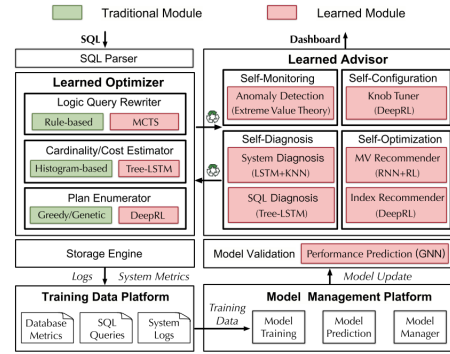 Traditional Module
Learned Module
SQL
Dashboard
SQL Parser
Learned Optimizer
Logic Query Rewriter
Rule-based
MCTS
Cardinality/Cost Estimator
Histogram-based
Tree-LSTM
Plan Enumerator
Greedy/Genetic
DeepRL
Learned Advisor
Self-Monitoring
Anomaly Detection
(Extreme Value Theory)
Self-Configuration
Knob Tuner
(DeepRL)
Self-Diagnosis
System Diagnosis
(LSTM+KNN)
SQL Diagnosis
(Tree-LSTM)
Self-Optimization
MV Recommender
(RNN+RL)
Index Recommender
(DeepRL)
Storage Engine
Model Validation
Performance Prediction (GNN)
Logs
System Metrics
Model Update
Training Data Platform
Database
Metrics
SQL
Queries
System
Logs
Training
Data
Model Management Platform
Model
Training
Model
Prediction
Model
Manager